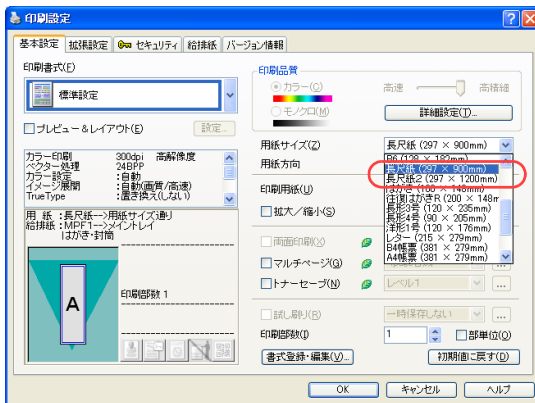 印刷設定
基本設定 拡張設定 セキュリティ 給排紙 バージョン情報
印刷書式(F)
標準設定
プレビュー＆レイアウト(E) 設定...
カラー印刷 300dpi 高解像度
ベクター処理 24BPP
カラー設定 :自動
イメージ展開 :自動(画質/高速)
TrueType :置き換え(しない)
用 紙 :長尺紙-->用紙サイズ通り
給排紙 :MPF1-->メイントレイ
はがき・封筒
A
印刷部数 1
印刷品質
カラー(C)
モノクロ(M)
高速 高精細
詳細設定(T)...
用紙サイズ(Z) 長尺紙 (297 × 900mm)
用紙方向
印刷用紙(U)
拡大／縮小(S)
B6 (128 × 182mm)
長尺紙 (297 × 900mm)
長尺紙2 (297 × 1200mm)
はがき (100 × 148mm)
往復はがきR (200 × 148m
長形3号 (120 × 235mm)
長形4号 (90 × 205mm)
洋形1号 (120 × 176mm)
レター (215 × 279mm)
B4帳票 (381 × 279mm)
A4帳票 (381 × 279mm)
両面印刷(X)
マルチページ(G)
トナーセーブ(N) レベル1 ...
試し刷り(R) 一時保存しない ...
印刷部数(I) 1 部単位(O)
書式登録・編集(V)... 初期値に戻す(D)
OK キャンセル ヘルプ